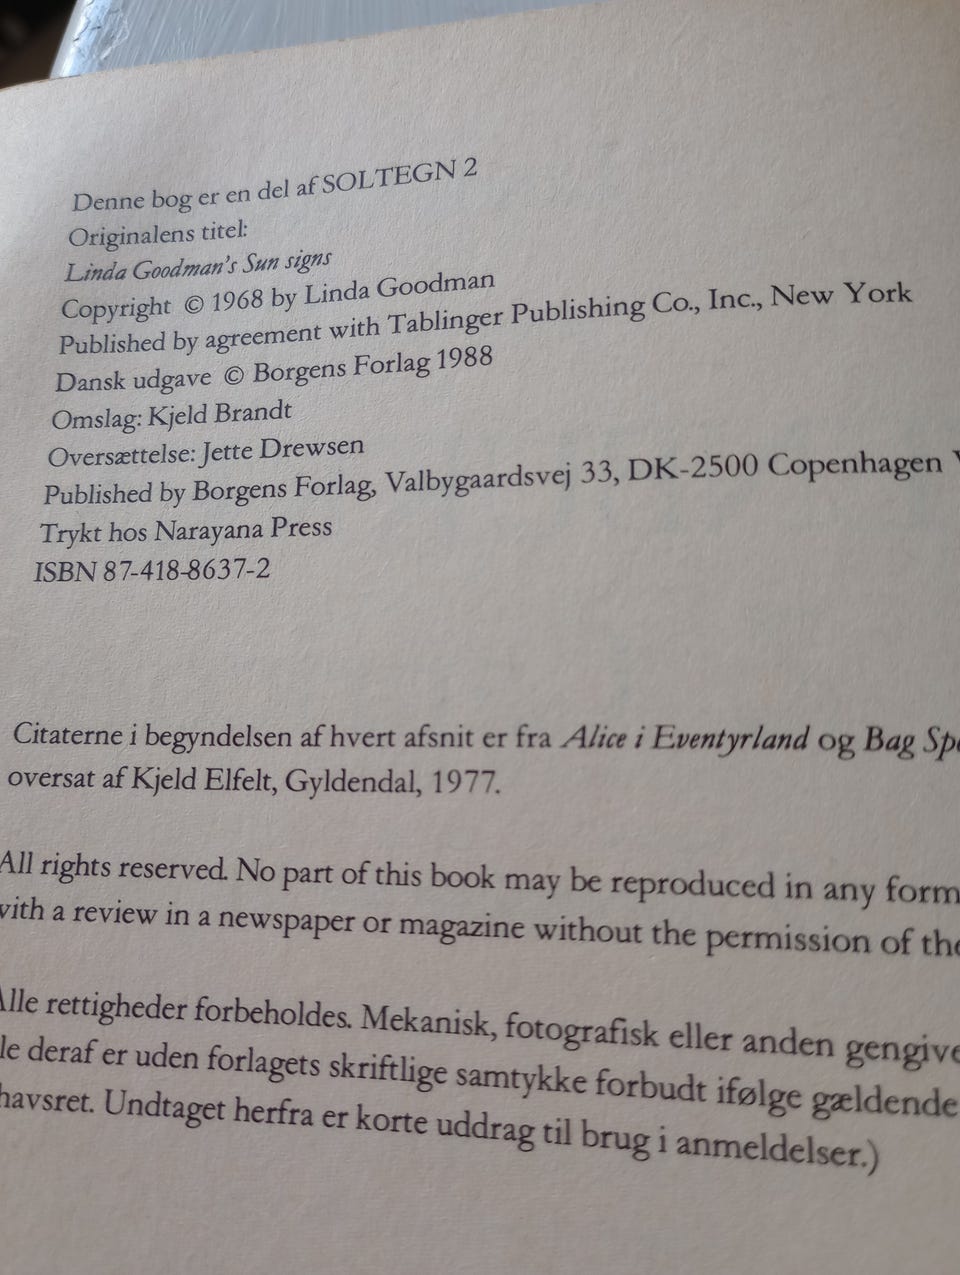 Denne bog er en del af SOLTEGN 2
Originalens titel:
Linda Goodman's Sun signs
Copyright © 1968 by Linda Goodman
Published by agreement with Tablinger Publishing Co., Inc., New York
Dansk udgave © Borgens Forlag 1988
Omslag: Kjeld Brandt
Oversættelse: Jette Drewsen
Published by Borgens Forlag, Valbygaardsvej 33, DK-2500 Copenhagen
Trykt hos Narayana Press
ISBN 87-418-8637-2
Citaterne i begyndelsen af hvert afsnit er fra Alice i Eventyrland og Bag
oversat af Kjeld Elfelt, Gyldendal, 1977.
All rights reserved. No part of this book may be reproduced in any form
with a review in a newspaper or magazine without the permission of the
Alle rettigheder forbeholdes. Mekanisk, fotografisk eller anden
deraf er uden forlagets skriftlige samtykke forbudt ifølge gældende
Undtaget herfra er korte uddrag til brug i anmeldelser.)